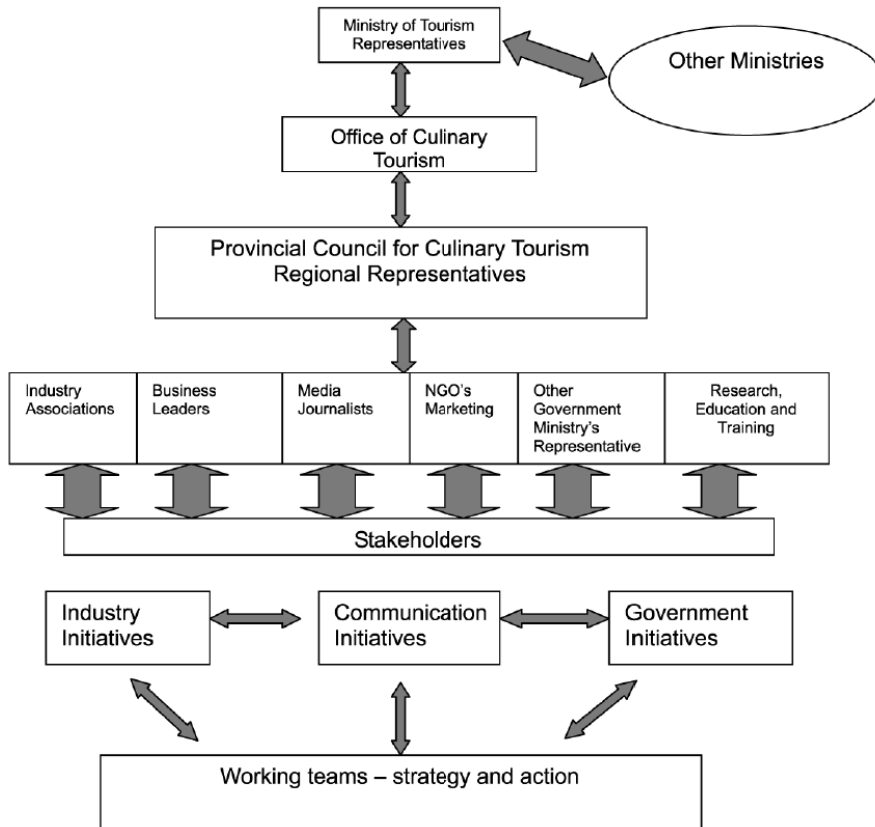 Ministry of Tourism
Representatives
Other Ministries
Office of Culinary
Tourism
Provincial Council for Culinary Tourism
Regional Representatives
Industry
Associations
Business
Leaders
Media
Journalists
NGO's
Marketing
Other
Government
Ministry's
Representative
Research,
Education and
Training
Stakeholders
Industry
Initiatives
Communication
Initiatives
Government
Initiatives
Working teams – strategy and action